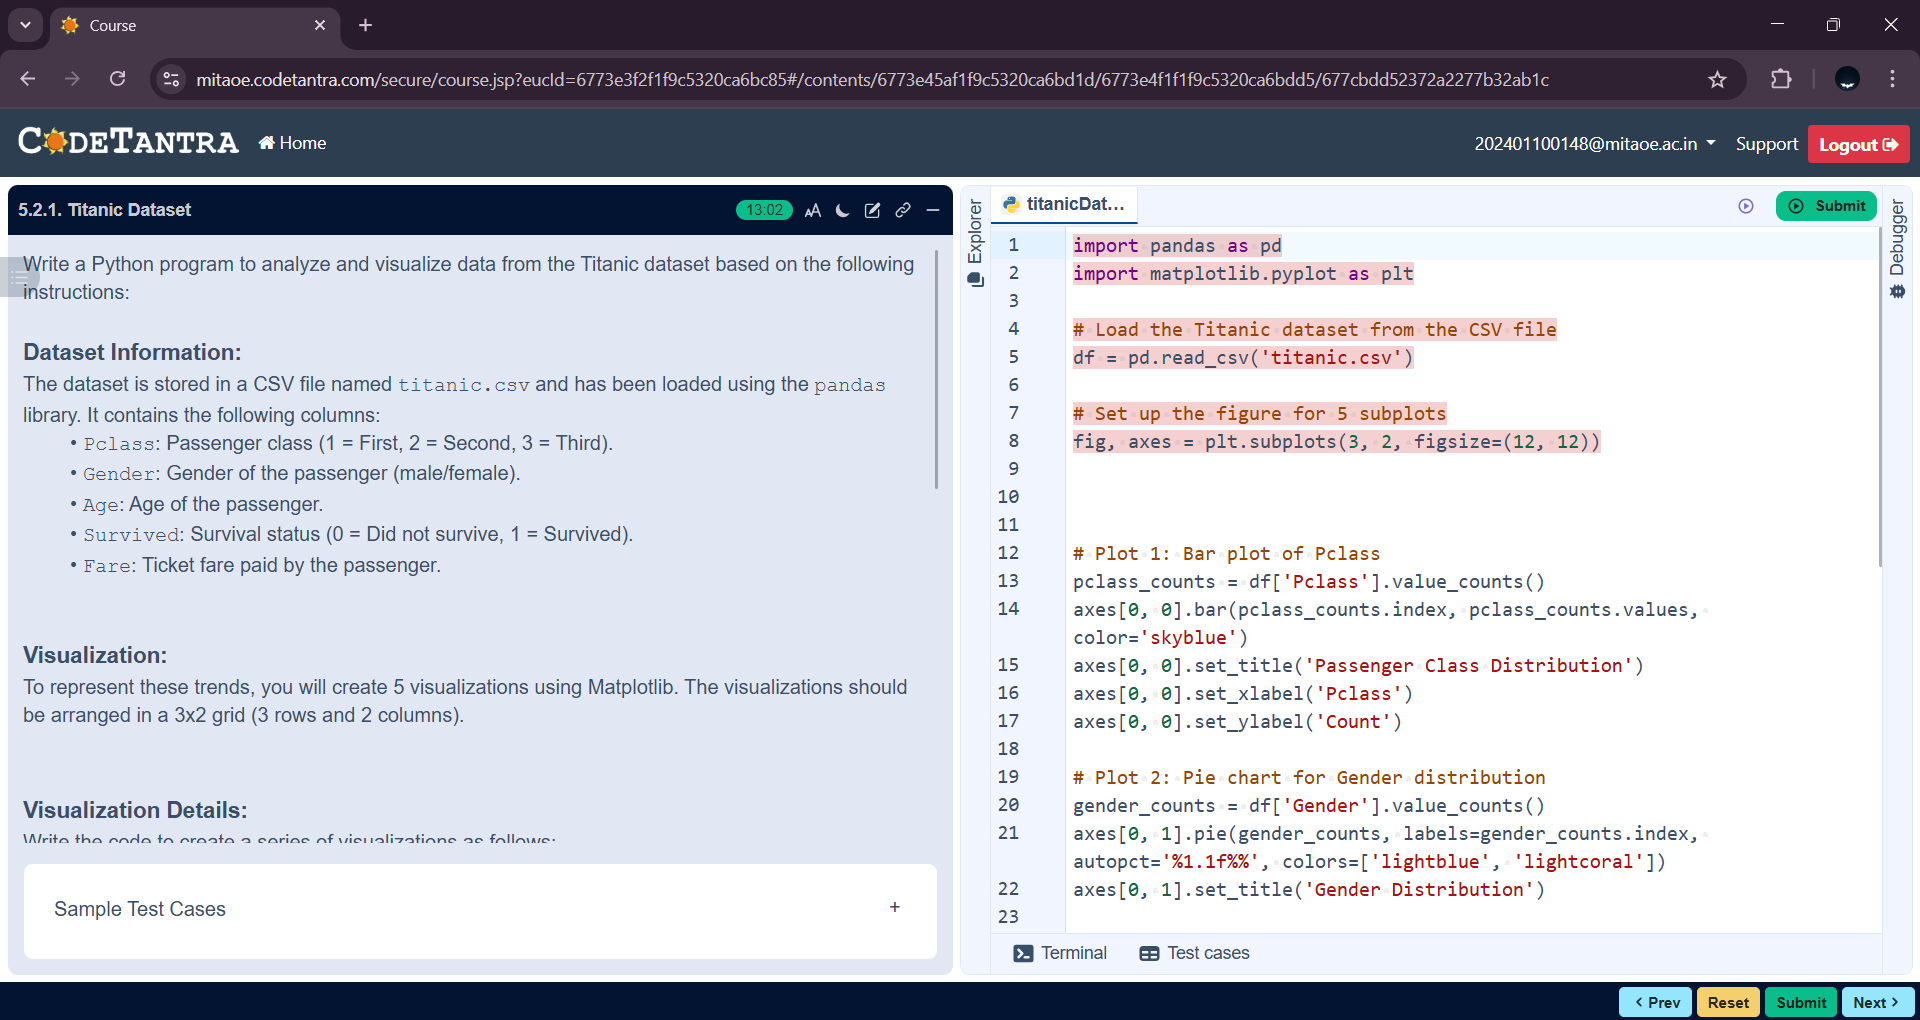 Course
mitaoe.codetantra.com/secure/course.jsp?eucId=6773e3f2f1f9c5320ca6bc85#/contents/6773e45af1f9c5320ca6bd1d/6773e4f1f1f9c5320ca6bdd5/677cbdd52372a2277b32ab1c
CODETANTRA
Home
202401100148@mitaoe.ac.in
Support
Logout
5.2.1. Titanic Dataset
13:02
AA
Write a Python program to analyze and visualize data from the Titanic dataset based on the following
instructions:
Dataset Information:
The dataset is stored in a CSV file named titanic.csv and has been loaded using the pandas
library. It contains the following columns:
• Pclass: Passenger class (1 = First, 2 = Second, 3 = Third).
• Gender: Gender of the passenger (male/female).
• Age: Age of the passenger.
• Survived: Survival status (0 = Did not survive, 1 = Survived).
• Fare: Ticket fare paid by the passenger.
Visualization:
To represent these trends, you will create 5 visualizations using Matplotlib. The visualizations should
be arranged in a 3x2 grid (3 rows and 2 columns).
Visualization Details:
Write the code to create a series of visualizations as follows:
Sample Test Cases
+
Explorer
titanicDat...
Submit
Debugger
1 import pandas as pd
2 import matplotlib.pyplot as plt
3
4 # Load the Titanic dataset from the CSV file
5 df = pd.read_csv('titanic.csv')
6
7 # Set up the figure for 5 subplots
8 fig, axes = plt.subplots(3, 2, figsize=(12, 12))
9
10
11
12 # Plot 1: Bar plot of Pclass
13 pclass_counts = df['Pclass'].value_counts()
14 axes[0, 0].bar(pclass_counts.index, pclass_counts.values,
color='skyblue')
15 axes[0, 0].set_title('Passenger Class Distribution')
16 axes[0, 0].set_xlabel('Pclass')
17 axes[0, 0].set_ylabel('Count')
18
19 # Plot 2: Pie chart for Gender distribution
20 gender_counts = df['Gender'].value_counts()
21 axes[0, 1].pie(gender_counts, labels=gender_counts.index,
autopct='%1.1f%%', colors=['lightblue', 'lightcoral'])
22 axes[0, 1].set_title('Gender Distribution')
23
Terminal
Test cases
< Prev
Reset
Submit
Next >